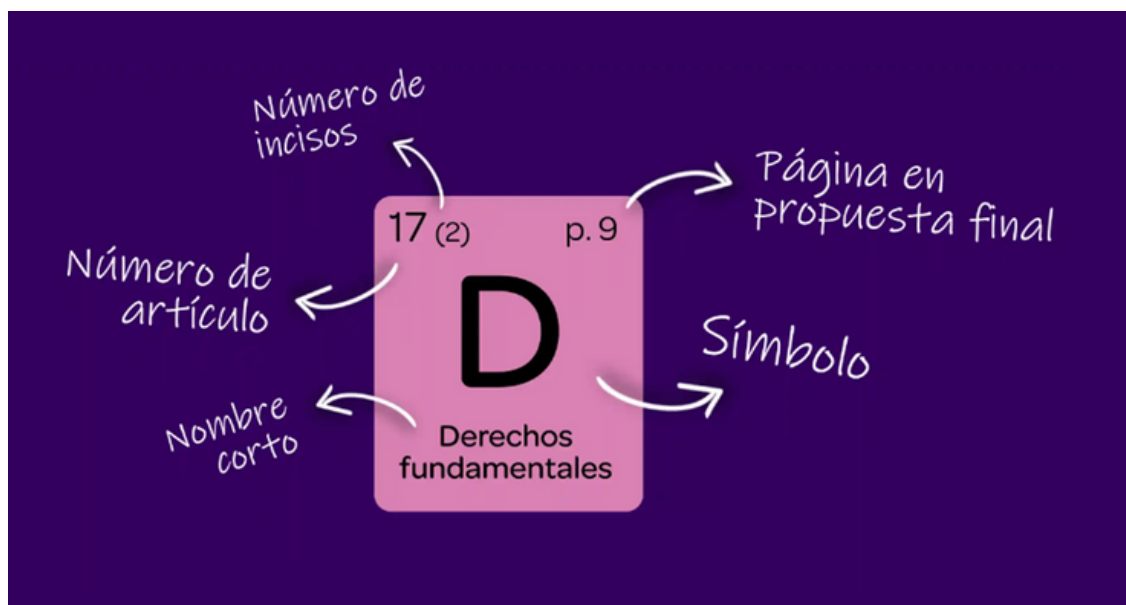 Número de
incisos
Página en
propuesta final
17 (2) p. 9
Número de
artículo
D
Símbolo
Nombre
corto
Derechos
fundamentales